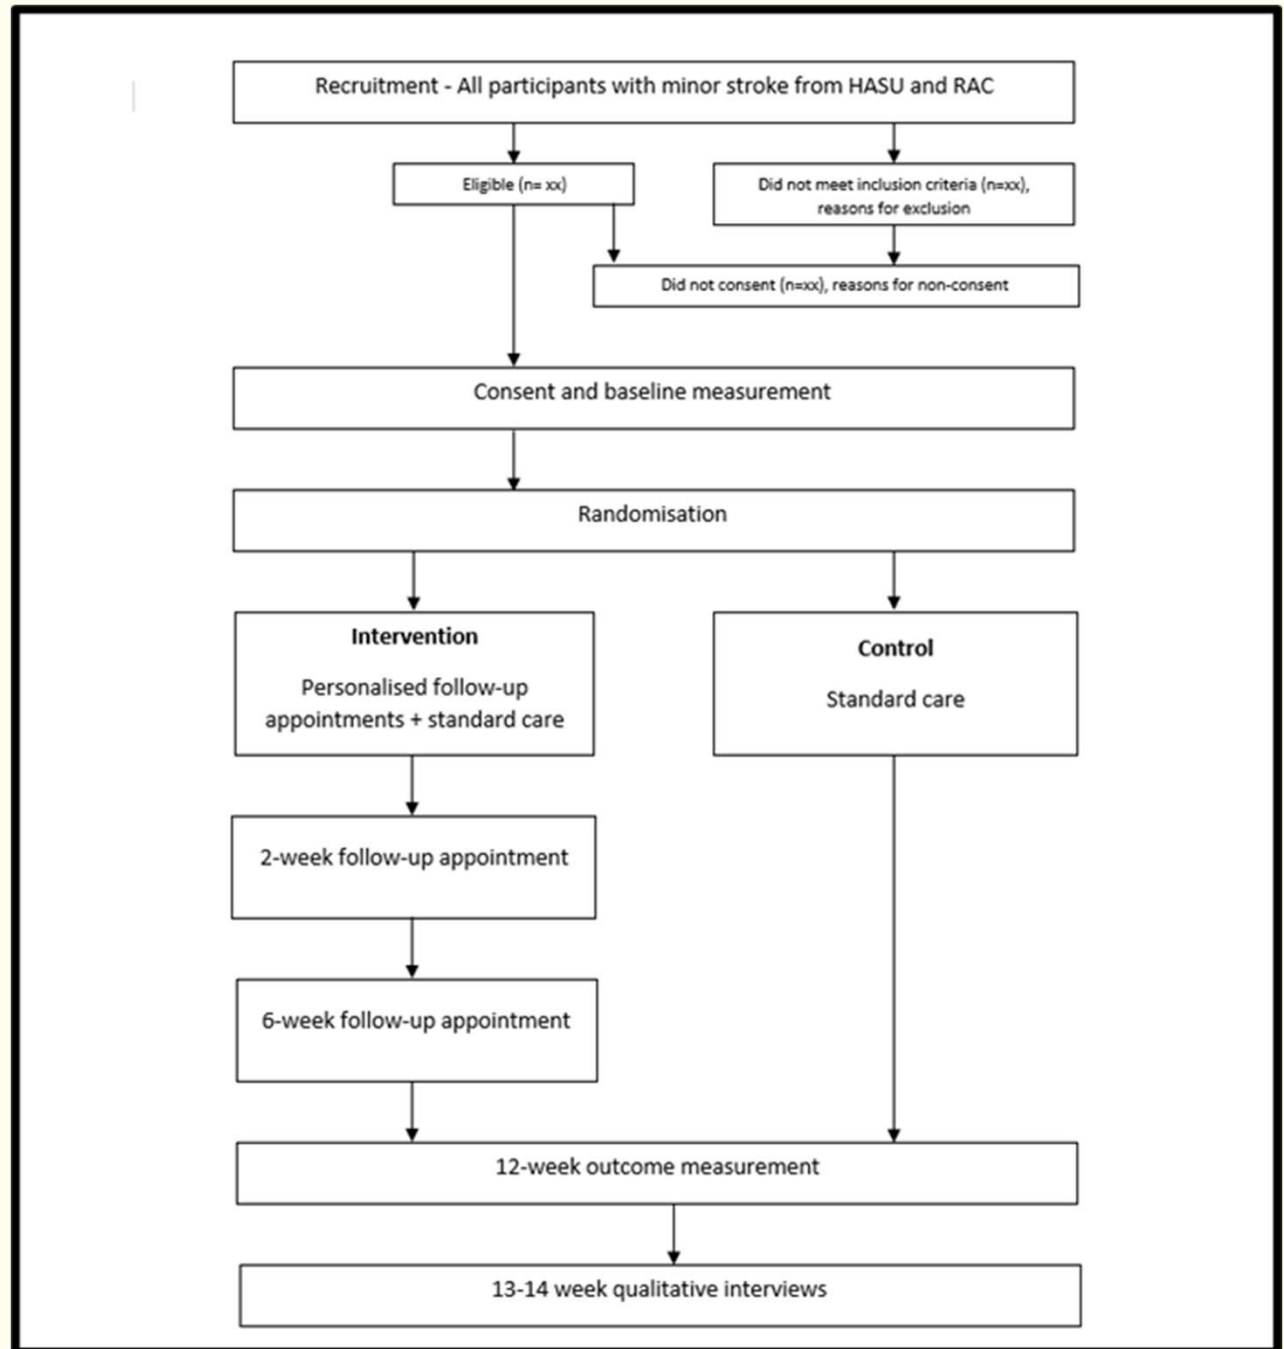 Recruitment - All participants with minor stroke from HASU and RAC
Eligible (n= xx)
Did not meet inclusion criteria (n=xx),
reasons for exclusion
Did not consent (n=xx), reasons for non-consent
Consent and baseline measurement
Randomisation
Intervention
Personalised follow-up
appointments + standard care
Control
Standard care
2-week follow-up appointment
6-week follow-up appointment
12-week outcome measurement
13-14 week qualitative interviews